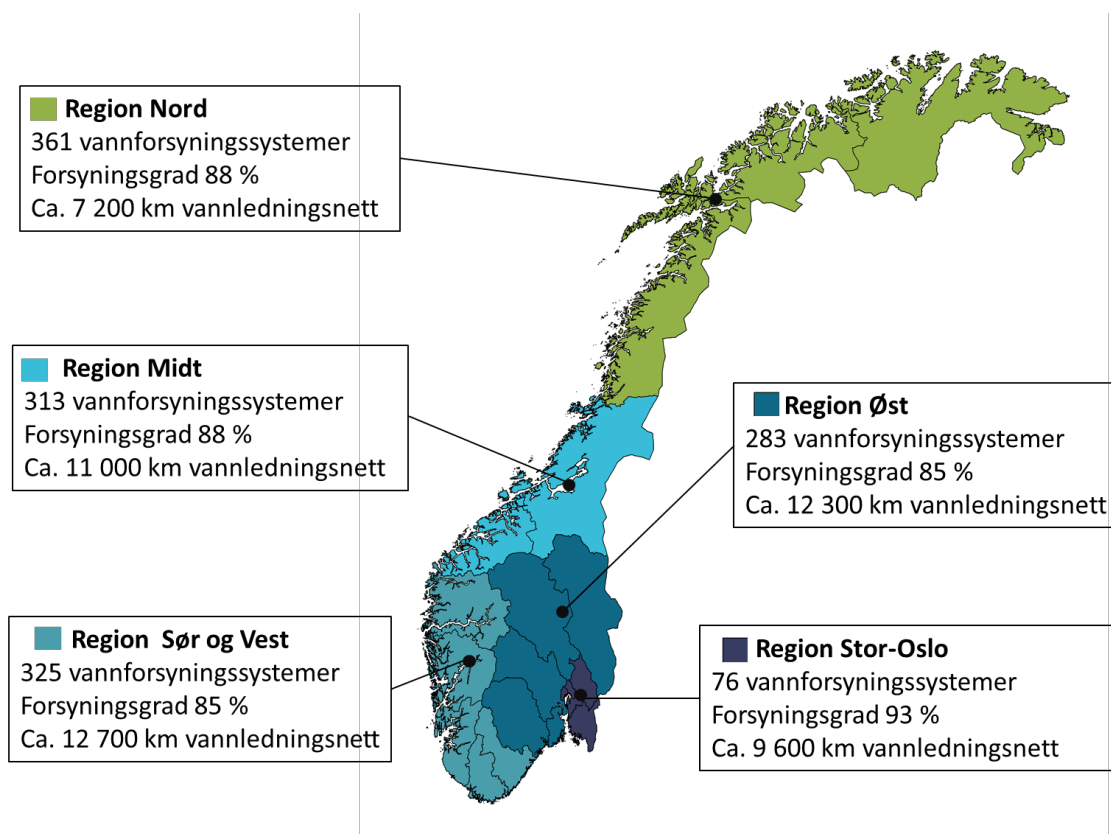 Region Nord
361 vannforsyningssystemer
Forsyningsgrad 88 %
Ca. 7 200 km vannledningsnett
Region Midt
313 vannforsyningssystemer
Forsyningsgrad 88 %
Ca. 11 000 km vannledningsnett
Region Øst
283 vannforsyningssystemer
Forsyningsgrad 85 %
Ca. 12 300 km vannledningsnett
Region Sør og Vest
325 vannforsyningssystemer
Forsyningsgrad 85 %
Ca. 12 700 km vannledningsnett
Region Stor-Oslo
76 vannforsyningssystemer
Forsyningsgrad 93 %
Ca. 9 600 km vannledningsnett